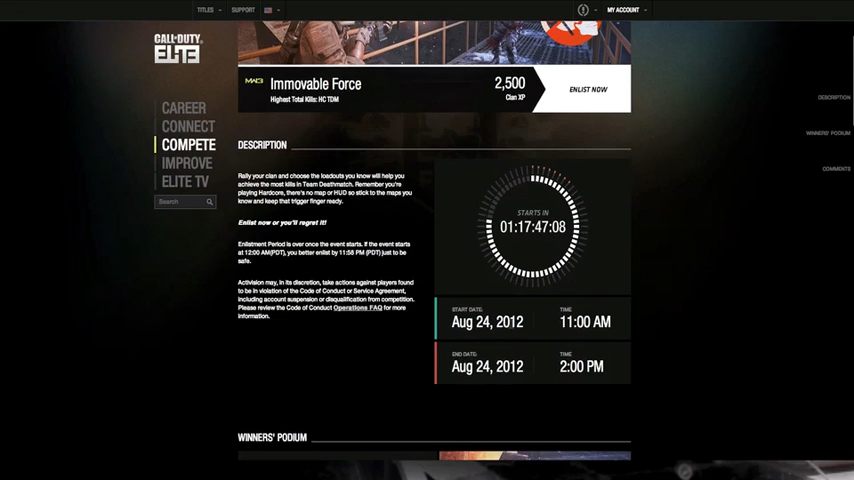 TITLES
SUPPORT
MY ACCOUNT
CALL OF DUTY
ELITE
CAREER
CONNECT
COMPETE
IMPROVE
ELITE TV
Search
MW3
Immovable Force
Highest Total Kills: HC TDM
2,500
Clan XP
ENLIST NOW
DESCRIPTION
WINNERS' PODIUM
COMMENTS
DESCRIPTION
Rally your clan and choose the loadouts you know will help you
achieve the most kills in Team Deathmatch. Remember you're
playing Hardcore, there's no map or HUD so stick to the maps you
know and keep that trigger finger ready.
Enlist now or you'll regret it!
Enlistment Period is over once the event starts. If the event starts
at 12:00 AM(PDT), you better enlist by 11:55 PM (PDT) just to be
safe.
Activision may, in its discretion, take actions against players found
to be in violation of the Code of Conduct or Service Agreement,
including account suspension or disqualification from competition.
Please review the Code of Conduct Operations FAQ for more
information.
STARTS IN
01:17:47:08
START DATE:
Aug 24, 2012
TIME
11:00 AM
END DATE:
Aug 24, 2012
TIME
2:00 PM
WINNERS' PODIUM